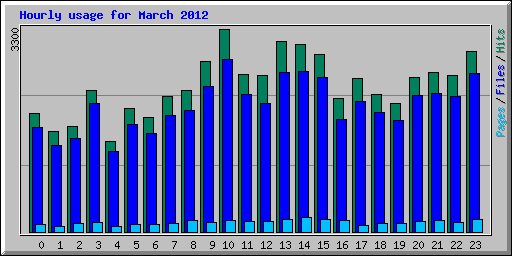 Hourly usage for March 2012
3300
Pages / Files / Hits
0 1 2 3 4 5 6 7 8 9 10 11 12 13 14 15 16 17 18 19 20 21 22 23